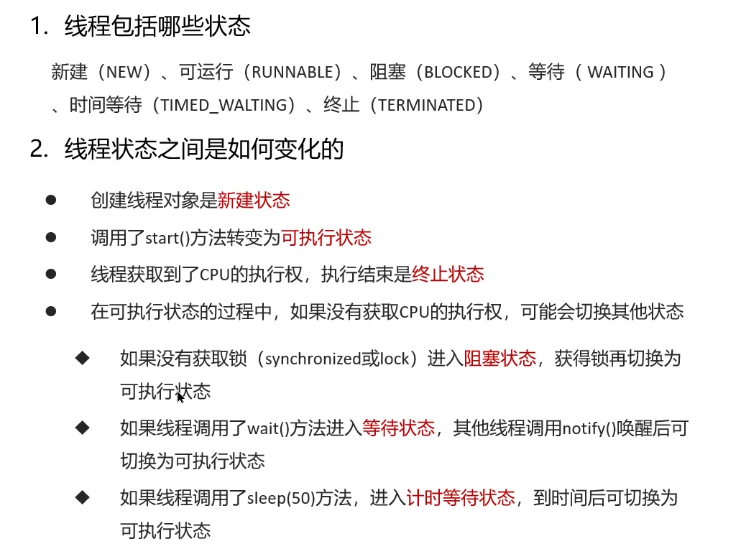 1. 线程包括哪些状态
新建（NEW）、可运行（RUNNABLE）、阻塞（BLOCKED）、等待（ WAITING ）
、时间等待（TIMED_WALTING）、终止（TERMINATED）
2. 线程状态之间是如何变化的
● 创建线程对象是新建状态
● 调用了start()方法转变为可执行状态
● 线程获取到了CPU的执行权，执行结束是终止状态
● 在可执行状态的过程中，如果没有获取CPU的执行权，可能会切换其他状态
◆ 如果没有获取锁（synchronized或lock）进入阻塞状态，获得锁再切换为
可执行状态
◆ 如果线程调用了wait()方法进入等待状态，其他线程调用notify()唤醒后可
切换为可执行状态
◆ 如果线程调用了sleep(50)方法，进入计时等待状态，到时间后可切换为
可执行状态